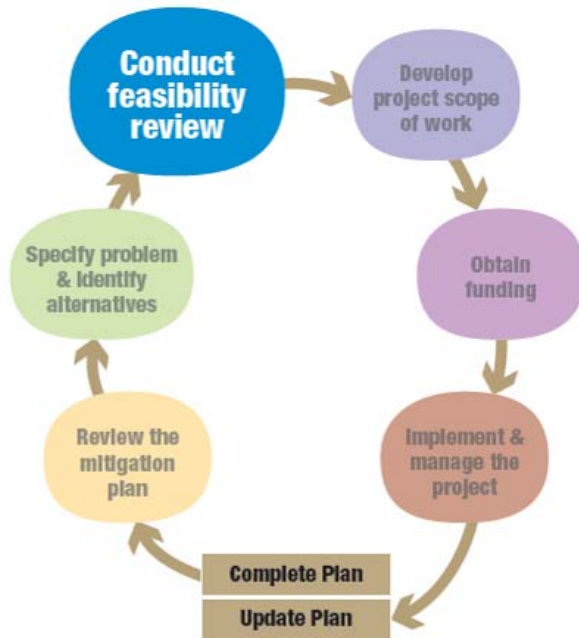 Conduct
feasibility
review
Develop
project scope
of work
Specify problem
& identify
alternatives
Obtain
funding
Review the
mitigation
plan
Implement &
manage the
project
Complete Plan
Update Plan